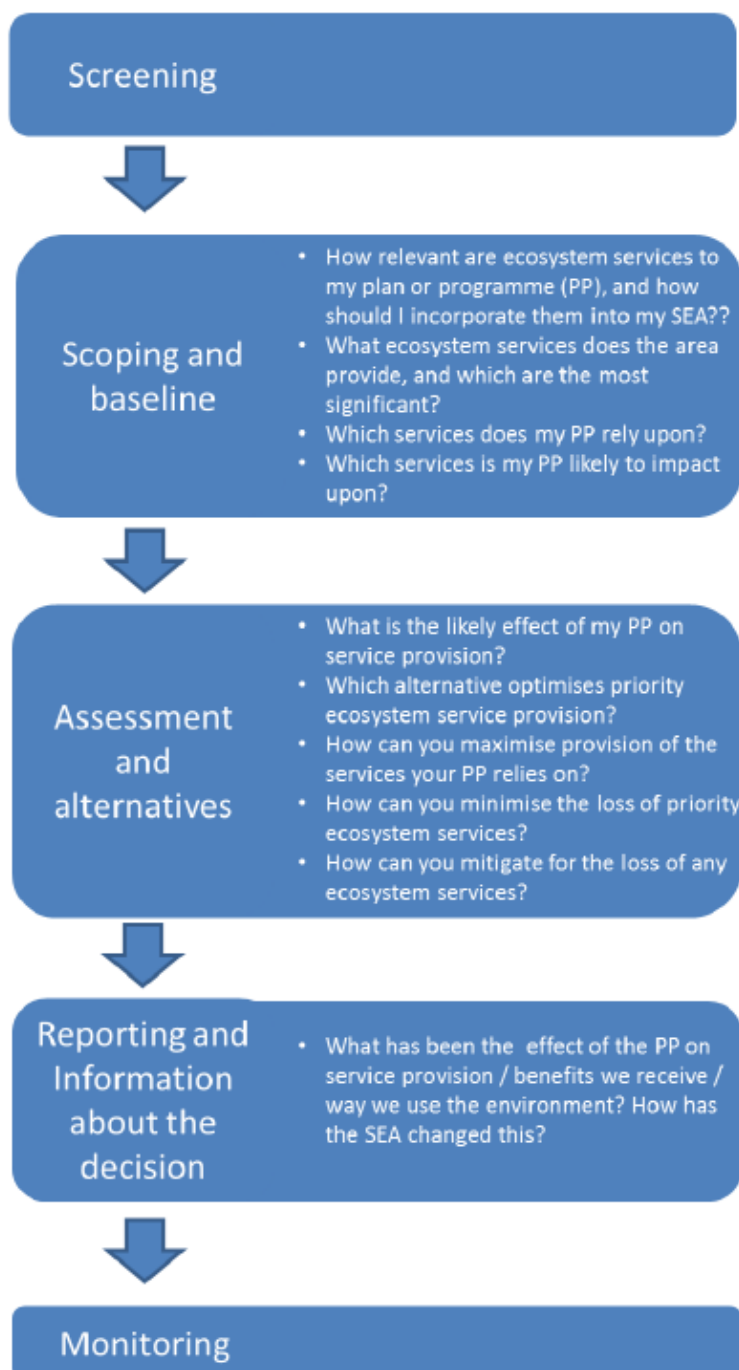 Screening
Scoping and
baseline
• How relevant are ecosystem services to
my plan or programme (PP), and how
should I incorporate them into my SEA??
• What ecosystem services does the area
provide, and which are the most
significant?
• Which services does my PP rely upon?
• Which services is my PP likely to impact
upon?
Assessment
and
alternatives
• What is the likely effect of my PP on
service provision?
• Which alternative optimises priority
ecosystem service provision?
• How can you maximise provision of the
services your PP relies on?
• How can you minimise the loss of priority
ecosystem services?
• How can you mitigate for the loss of any
ecosystem services?
Reporting and
Information
about the
decision
• What has been the effect of the PP on
service provision / benefits we receive /
way we use the environment? How has
the SEA changed this?
Monitoring